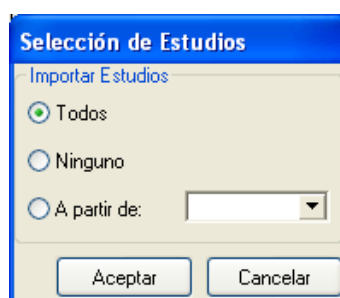 Selección de Estudios
Importar Estudios
Todos
Ninguno
A partir de:
Aceptar Cancelar